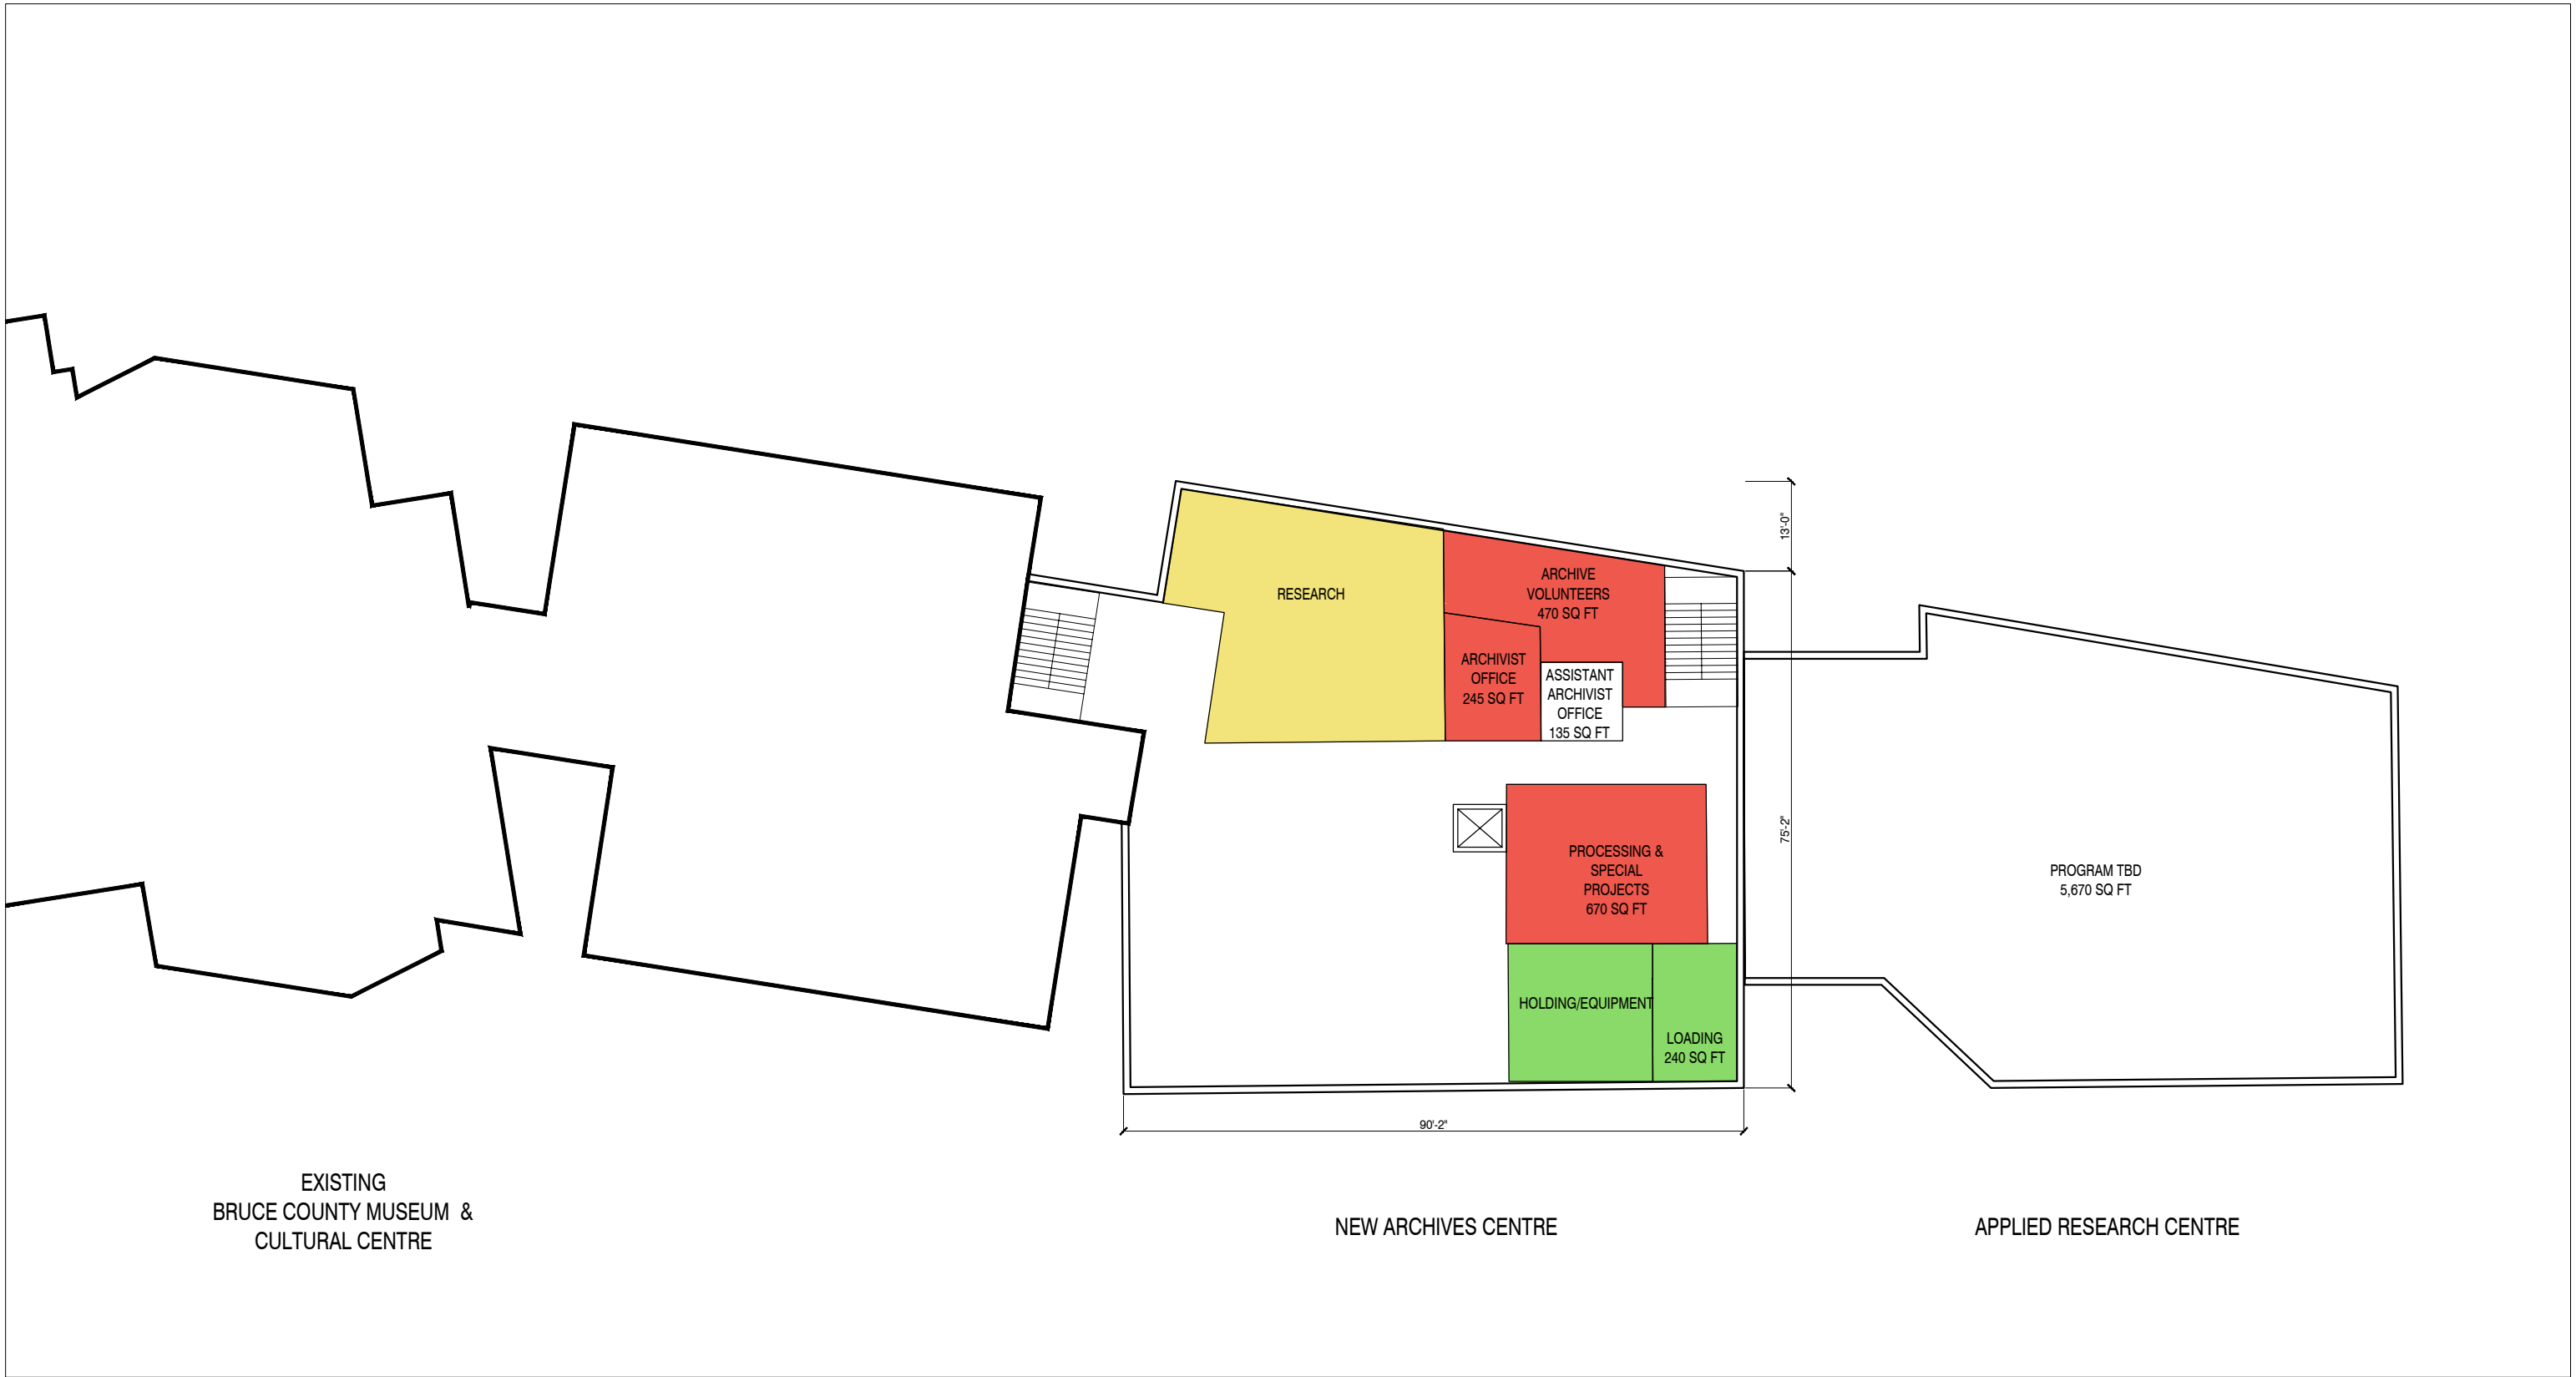 13'-0"
RESEARCH
ARCHIVE
VOLUNTEERS
470 SQ FT
ARCHIVIST
OFFICE
245 SQ FT
ASSISTANT
ARCHIVIST
OFFICE
135 SQ FT
75'-2"
PROCESSING &
SPECIAL
PROJECTS
670 SQ FT
PROGRAM TBD
5,670 SQ FT
HOLDING/EQUIPMENT
LOADING
240 SQ FT
90'-2"
EXISTING
BRUCE COUNTY MUSEUM &
CULTURAL CENTRE
NEW ARCHIVES CENTRE
APPLIED RESEARCH CENTRE